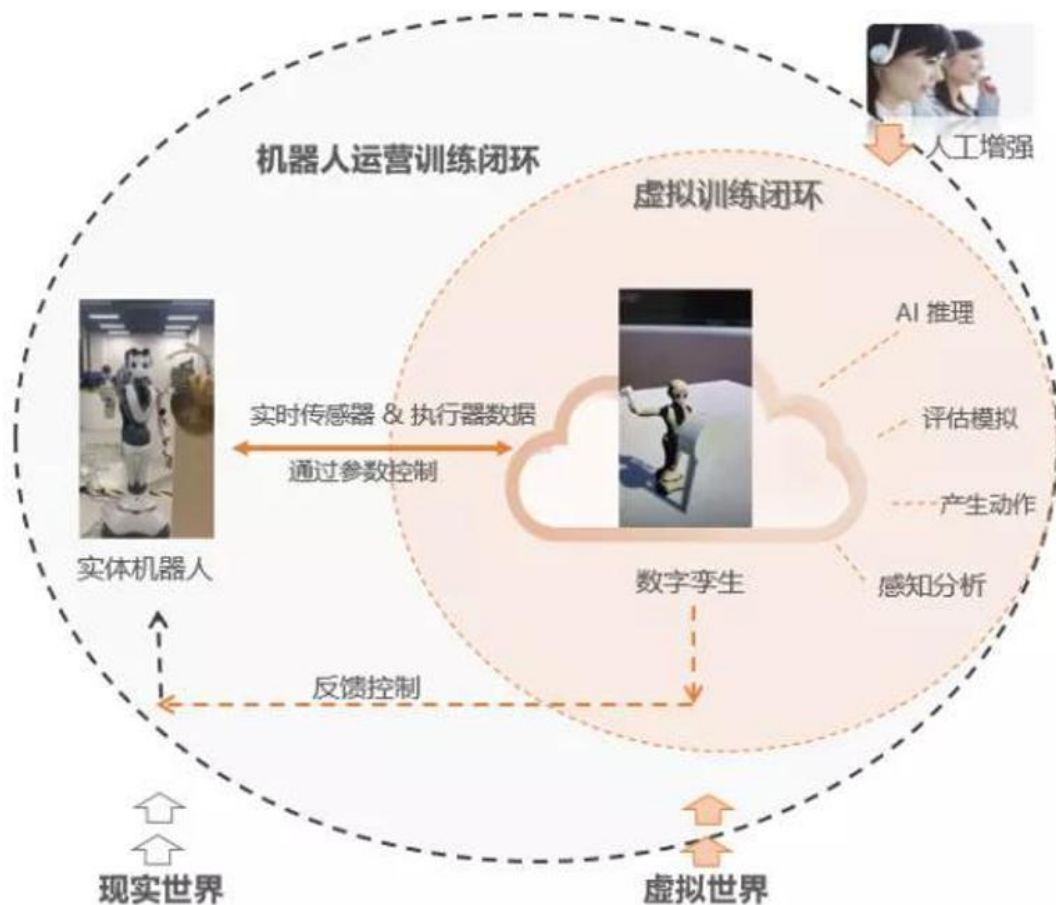 人工增强
机器人运营训练闭环
虚拟训练闭环
AI 推理
实时传感器 & 执行器数据
评估模拟
通过参数控制
产生动作
实体机器人
数字孪生
感知分析
反馈控制
现实世界
虚拟世界